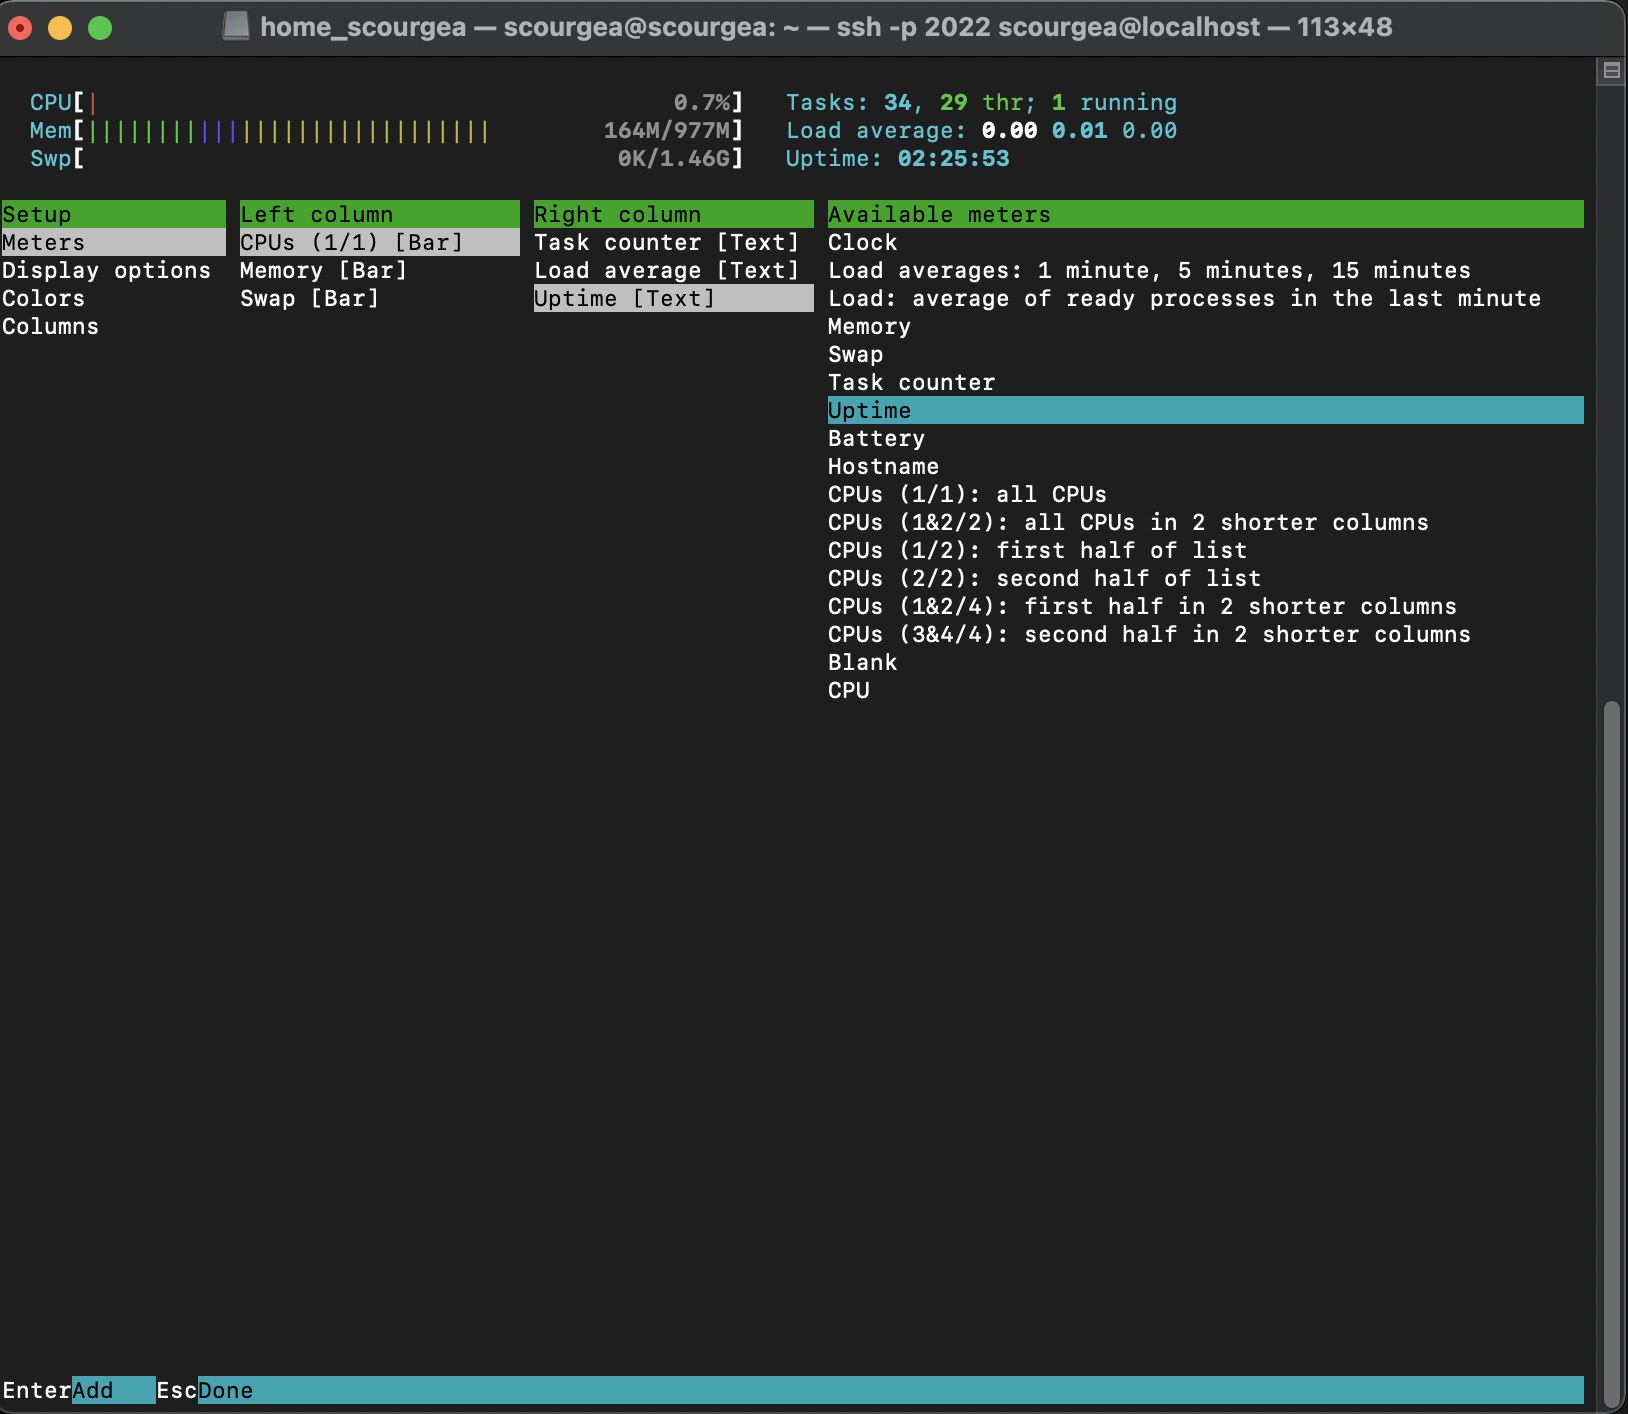 home_scourgea — scourgea@scourgea: ~ — ssh -p 2022 scourgea@localhost — 113×48
CPU[| 0.7%] Tasks: 34, 29 thr; 1 running
Mem[||||||||||||||||||||||||||||| 164M/977M] Load average: 0.00 0.01 0.00
Swp[ 0K/1.46G] Uptime: 02:25:53
Setup Left column Right column Available meters
Meters CPUs (1/1) [Bar] Task counter [Text] Clock
Display options Memory [Bar] Load average [Text] Load averages: 1 minute, 5 minutes, 15 minutes
Colors Swap [Bar] Uptime [Text] Load: average of ready processes in the last minute
Columns Memory
Swap
Task counter
Uptime
Battery
Hostname
CPUs (1/1): all CPUs
CPUs (1&2/2): all CPUs in 2 shorter columns
CPUs (1/2): first half of list
CPUs (2/2): second half of list
CPUs (1&2/4): first half in 2 shorter columns
CPUs (3&4/4): second half in 2 shorter columns
Blank
CPU
EnterAdd EscDone